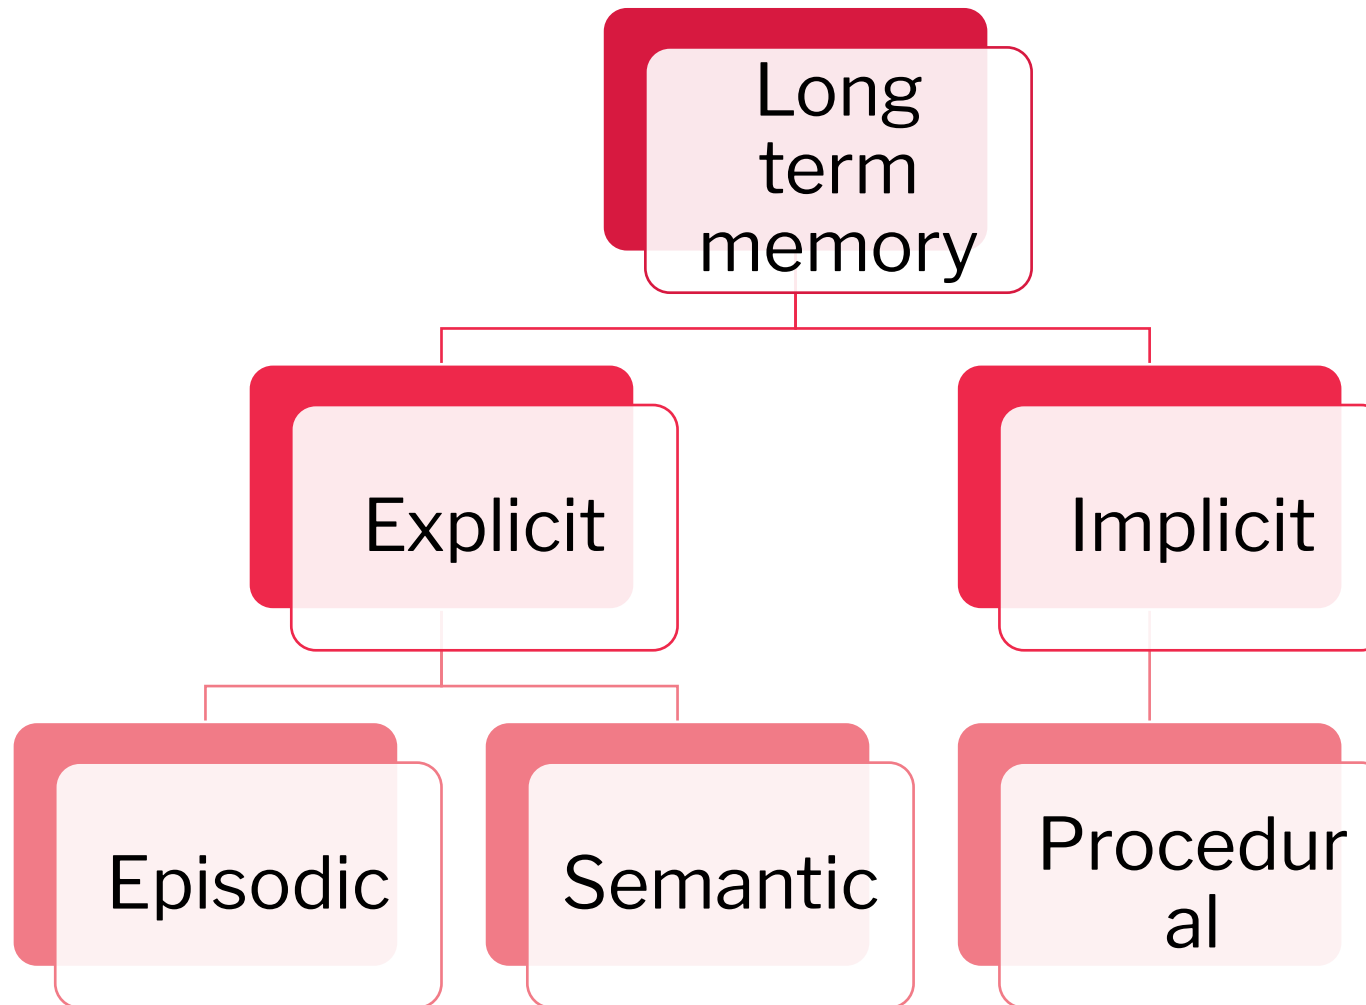 Long
term
memory
Explicit
Implicit
Episodic
Semantic
Procedur
al